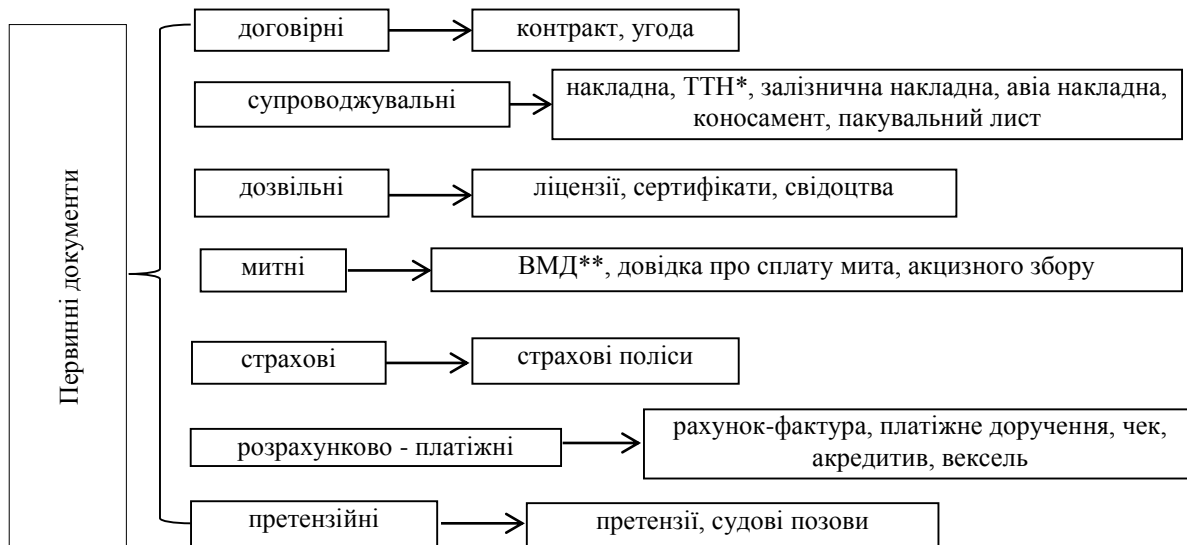 Первинні документи
договірні
контракт, угода
супроводжувальні
накладна, ТТН*, залізнична накладна, авіа накладна,
коносамент, пакувальний лист
дозвільні
ліцензії, сертифікати, свідоцтва
митні
ВМД**, довідка про сплату мита, акцизного збору
страхові
страхові поліси
розрахунково - платіжні
рахунок-фактура, платіжне доручення, чек,
акредитив, вексель
претензійні
претензії, судові позови